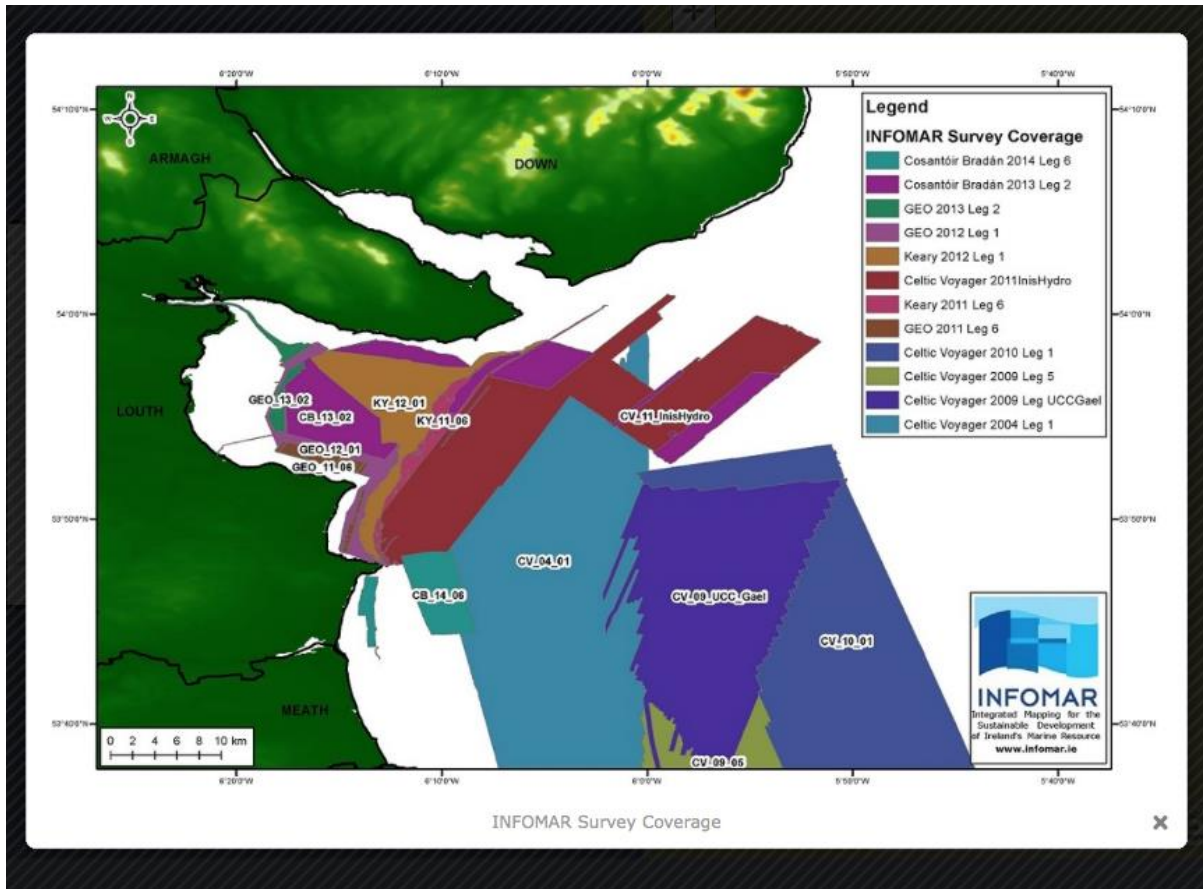 6°20'0"W
6°10'0"W
6°0'0"W
5°50'0"W
5°40'0"W
54°10'0"N
54°10'0"N
N
W
E
S
ARMAGH
DOWN
Legend
INFOMAR Survey Coverage
Cosantóir Bradán 2014 Leg 6
Cosantóir Bradán 2013 Leg 2
GEO 2013 Leg 2
GEO 2012 Leg 1
Keary 2012 Leg 1
Celtic Voyager 2011InisHydro
Keary 2011 Leg 6
GEO 2011 Leg 6
Celtic Voyager 2010 Leg 1
Celtic Voyager 2009 Leg 5
Celtic Voyager 2009 Leg UCCGael
Celtic Voyager 2004 Leg 1
54°0'0"N
54°0'0"N
LOUTH
GEO_13_02
CB_13_02
KY_12_01
KY_11_06
CV_11_InisHydro
GEO_12_01
GEO_11_06
53°50'0"N
53°50'0"N
CV_04_01
CB_14_06
CV_09_UCC_Gael
CV_10_01
MEATH
53°40'0"N
53°40'0"N
CV_09_05
0 2 4 6 8 10 km
INFOMAR
Integrated Mapping for the
Sustainable Development
of Ireland's Marine Resource
www.infomar.ie
6°20'0"W
6°10'0"W
6°0'0"W
5°50'0"W
5°40'0"W
INFOMAR Survey Coverage